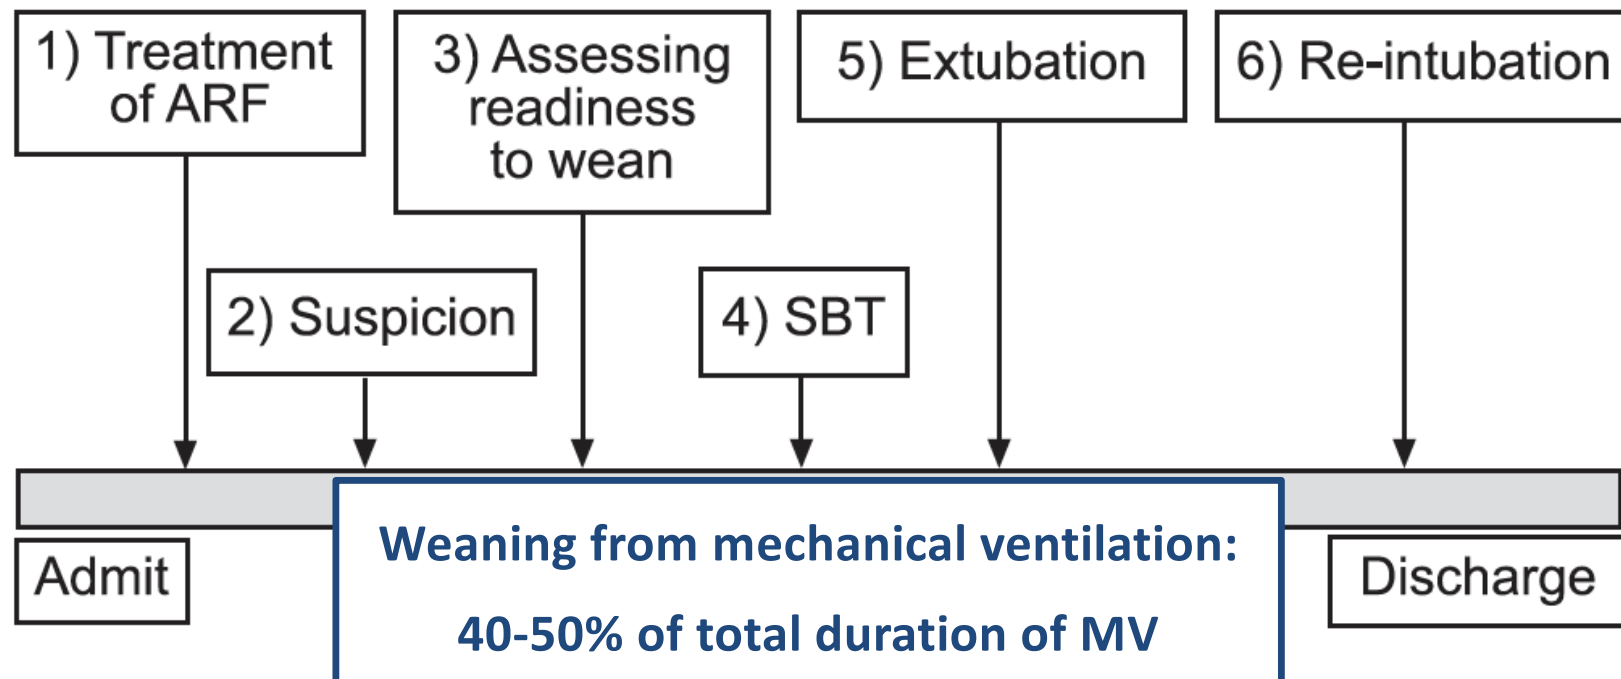 1) Treatment
of ARF
2) Suspicion
3) Assessing
readiness
to wean
4) SBT
5) Extubation
6) Re-intubation
Admit
Weaning from mechanical ventilation:
40-50% of total duration of MV
Discharge